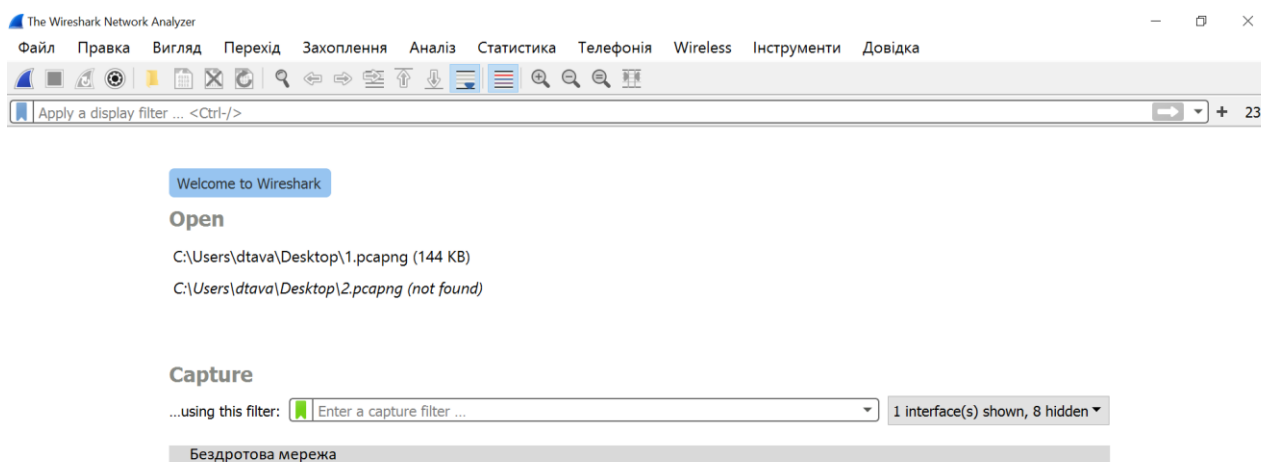 The Wireshark Network Analyzer
Файл Правка Вигляд Перехід Захоплення Аналіз Статистика Телефонія Wireless Інструменти Довідка
Apply a display filter ... <Ctrl-/>
+ 23
Welcome to Wireshark
Open
C:\Users\dtava\Desktop\1.pcapng (144 KB)
C:\Users\dtava\Desktop\2.pcapng (not found)
Capture
...using this filter: Enter a capture filter ... 1 interface(s) shown, 8 hidden
Бездротова мережа